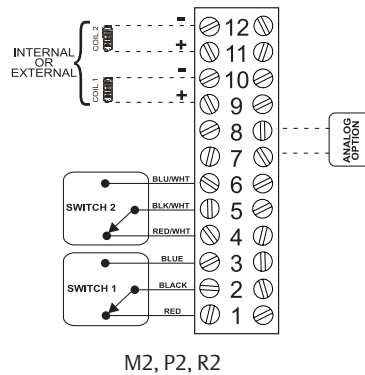 INTERNAL
OR
EXTERNAL
COIL 2
-
+
COIL 1
-
+
12
11
10
9
8
7
6
5
4
3
2
1
ANALOG
OPTION
SWITCH 2
BLU/WHT
BLK/WHT
RED/WHT
SWITCH 1
BLUE
BLACK
RED
M2, P2, R2